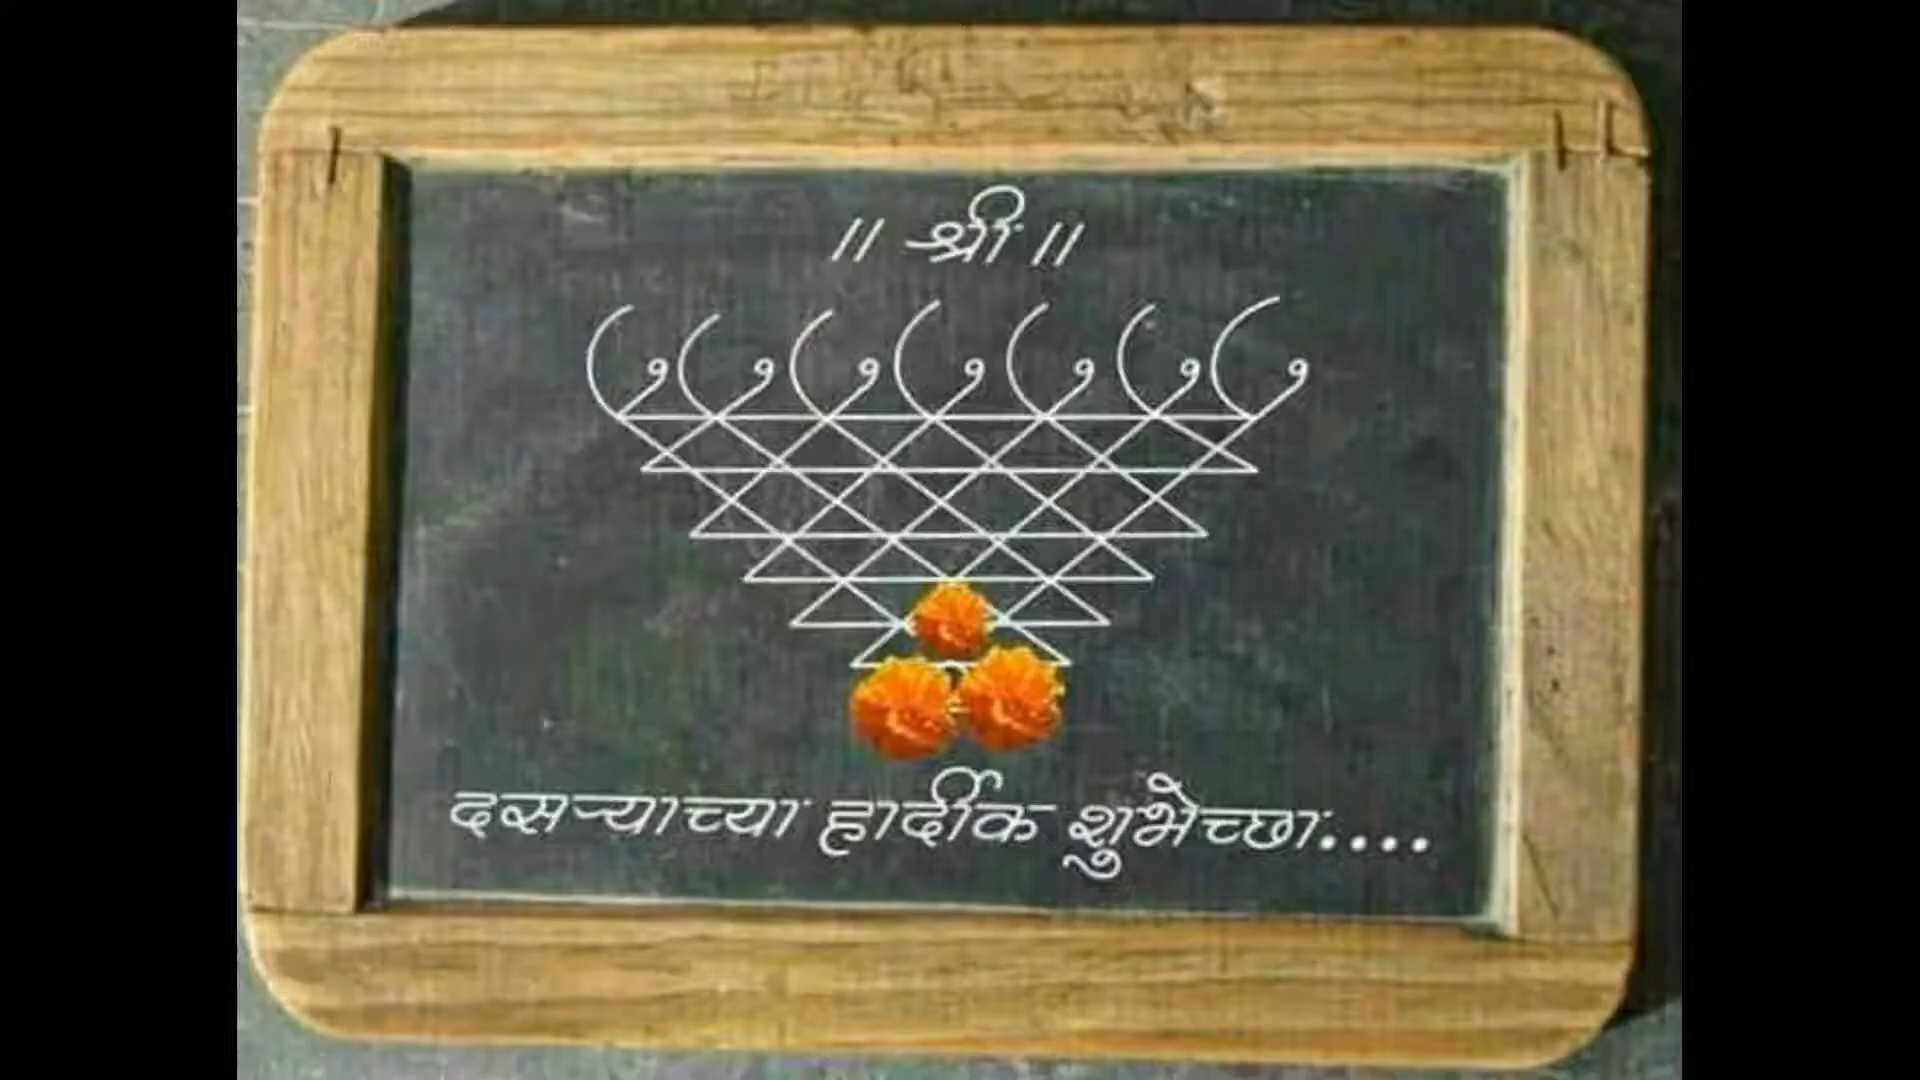 ॥ श्री ॥
दसऱ्याच्या हार्दीक शुभेच्छा....